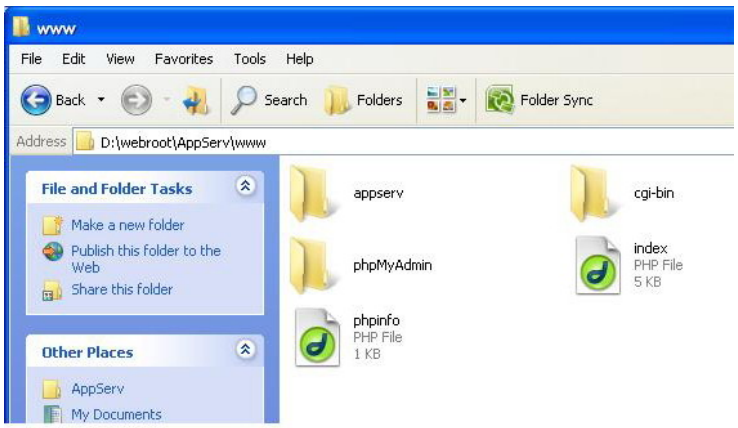 www
File Edit View Favorites Tools Help
Back Search Folders Folder Sync
Address D:\webroot\AppServ\www
File and Folder Tasks
Make a new folder
Publish this folder to the
Web
Share this folder
Other Places
AppServ
My Documents
appserv
cgi-bin
phpMyAdmin
index
PHP File
5 KB
phpinfo
PHP File
1 KB